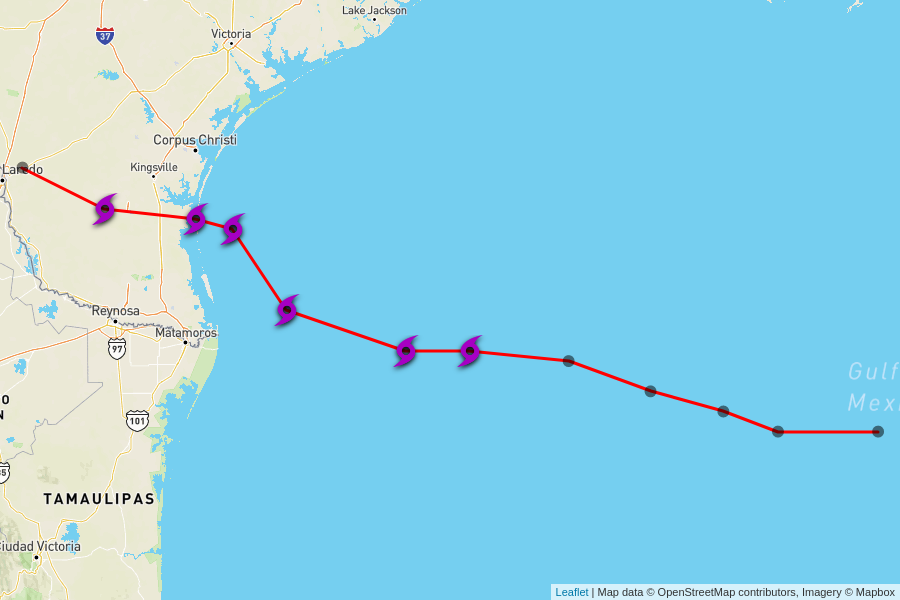 Lake Jackson
37
Victoria
Corpus Christi
Kingsville
Laredo
Reynosa
Matamoros
97
Gulf
Mexi
101
TAMAULIPAS
Ciudad Victoria
Leaflet | Map data © OpenStreetMap contributors, Imagery © Mapbox